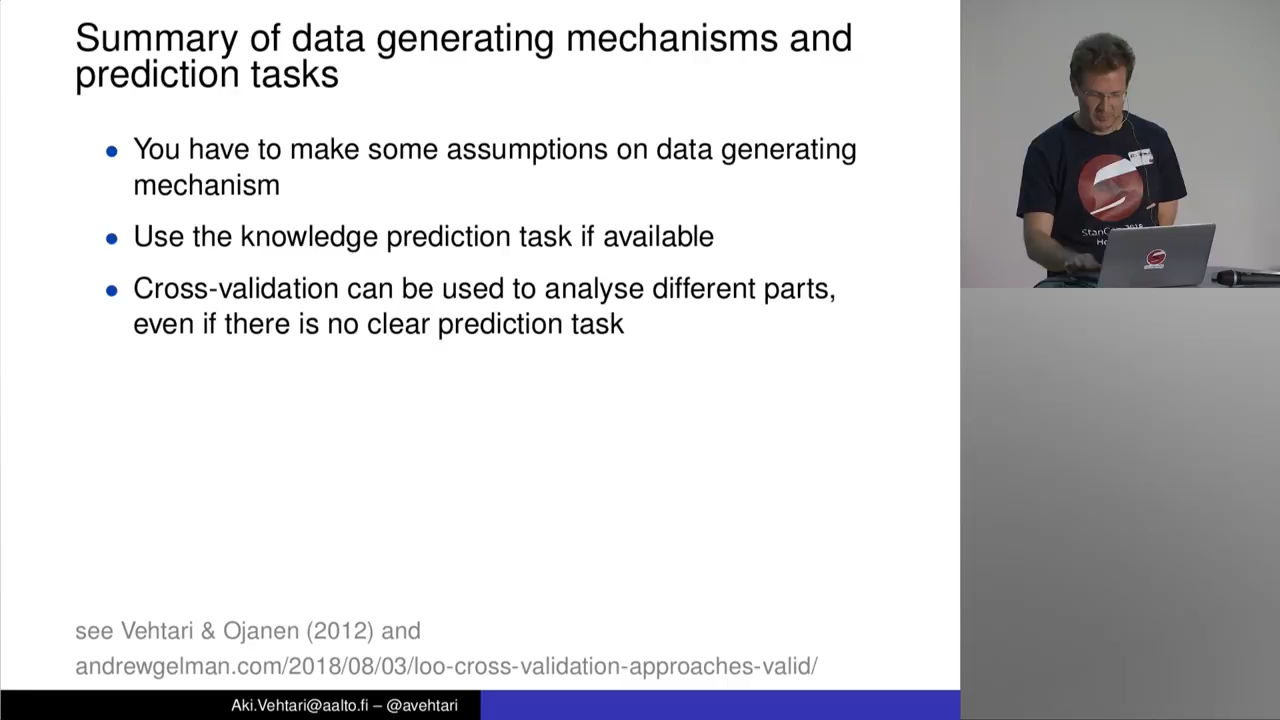 Summary of data generating mechanisms and
prediction tasks
• You have to make some assumptions on data generating
mechanism
• Use the knowledge prediction task if available
• Cross-validation can be used to analyse different parts,
even if there is no clear prediction task
see Vehtari & Ojanen (2012) and
andrewgelman.com/2018/08/03/loo-cross-validation-approaches-valid/
Aki.Vehtari@aalto.fi – @avehtari